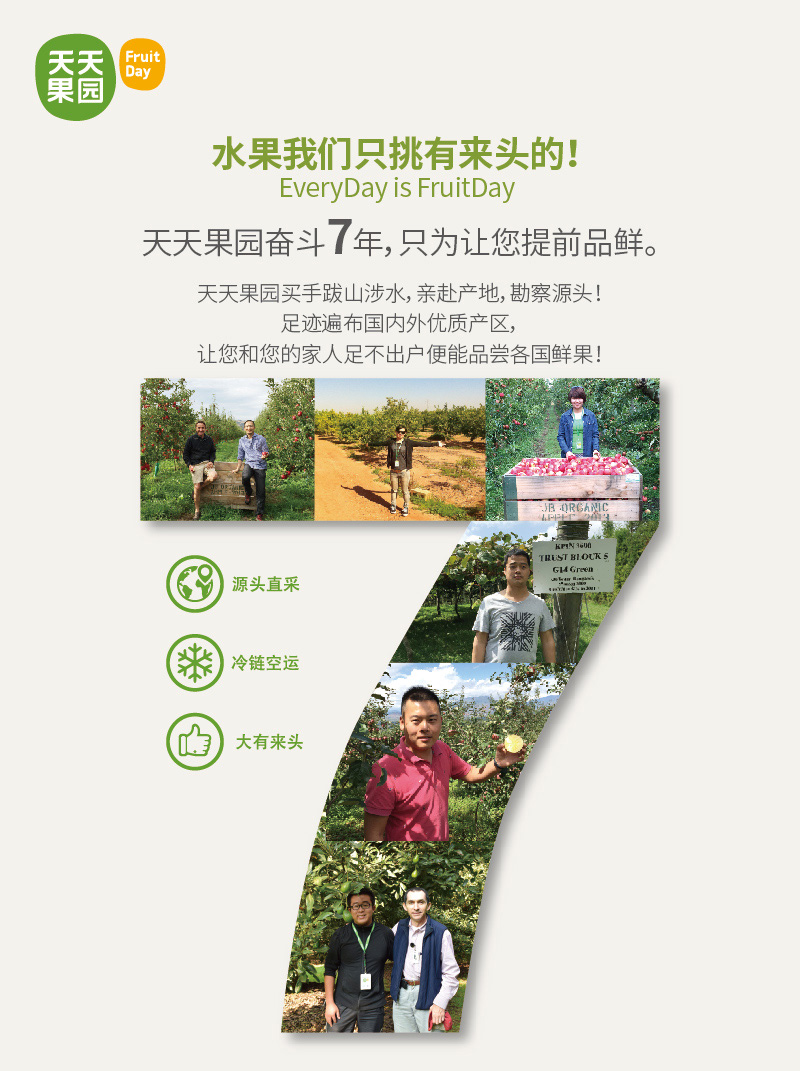 天天
果园
Fruit
Day
水果我们只挑有来头的！
EveryDay is FruitDay
天天果园奋斗7年，只为让您提前品鲜。
天天果园买手跋山涉水，亲赴产地，勘察源头！
足迹遍布国内外优质产区，
让您和您的家人足不出户便能品尝各国鲜果！
JB ORGANIC
KPIN 3600
THUST BLOCK 5
G14 Green
源头直采
冷链空运
大有来头